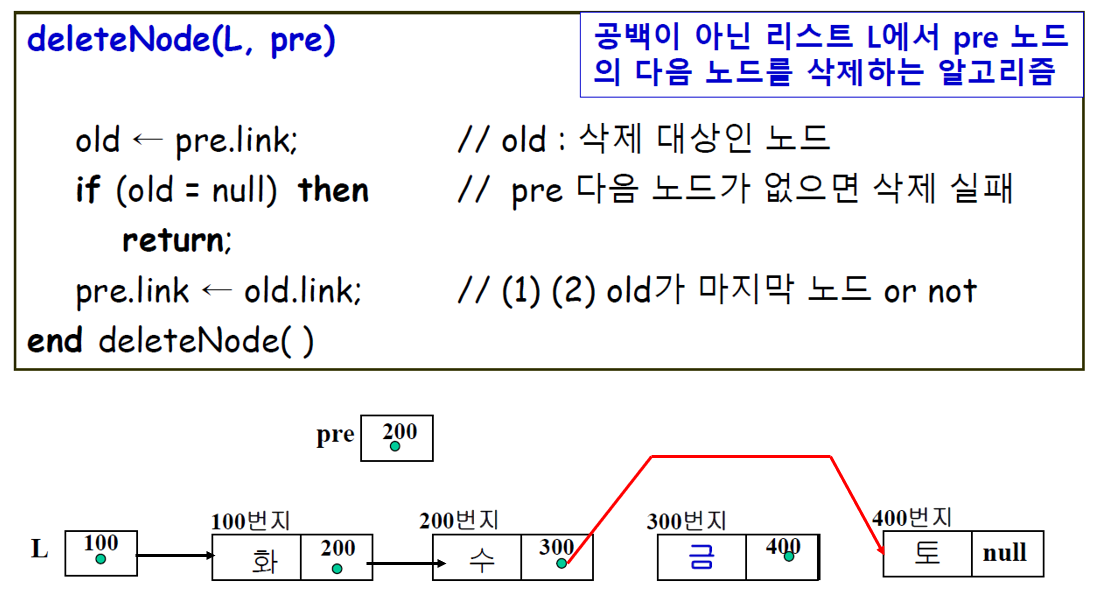 deleteNode(L, pre)
공백이 아닌 리스트 L에서 pre 노드
의 다음 노드를 삭제하는 알고리즘
old ← pre.link; // old : 삭제 대상인 노드
if (old = null) then // pre 다음 노드가 없으면 삭제 실패
return;
pre.link ← old.link; // (1) (2) old가 마지막 노드 or not
end deleteNode( )
pre 200
100번지 200번지 300번지 400번지
L 100 화 200 수 300 금 400 토 null